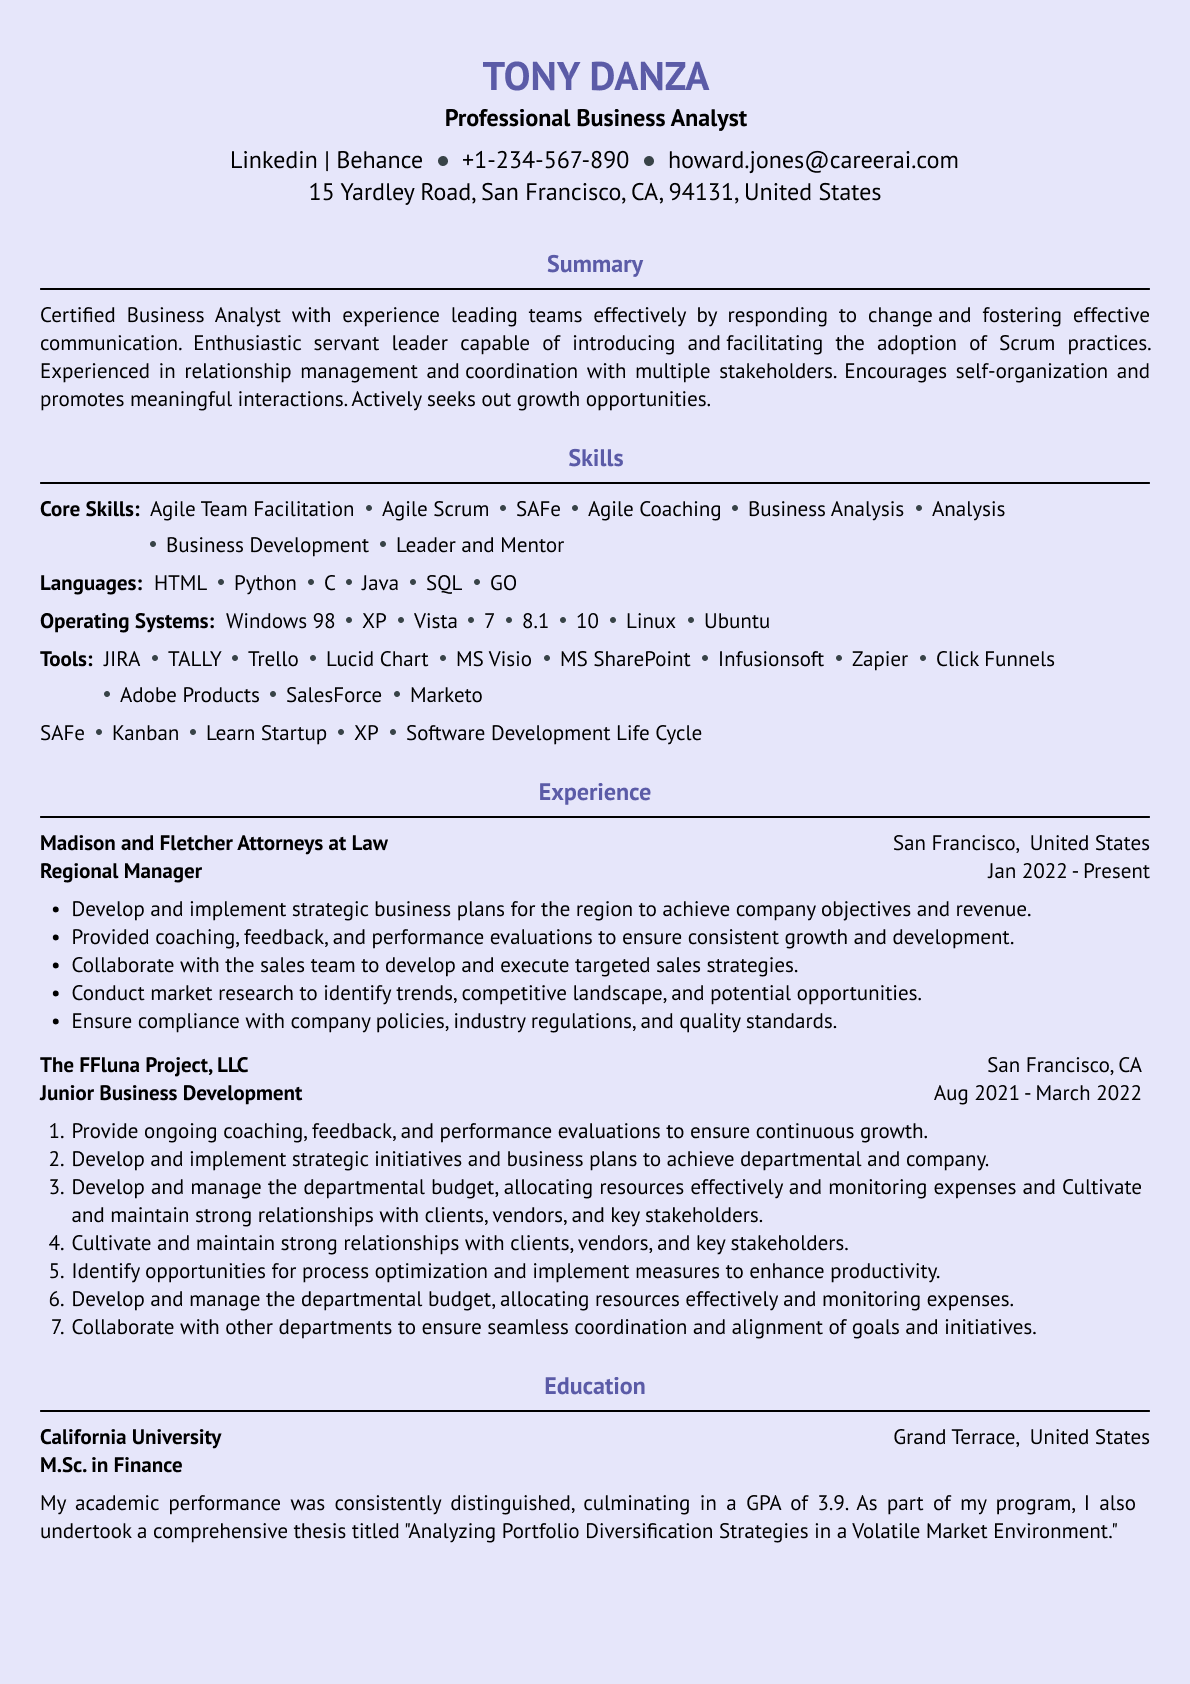 TONY DANZA
Professional Business Analyst
Linkedin | Behance ● +1-234-567-890 ● howard.jones@careerai.com
15 Yardley Road, San Francisco, CA, 94131, United States
Summary
Certified Business Analyst with experience leading teams effectively by responding to change and fostering effective
communication. Enthusiastic servant leader capable of introducing and facilitating the adoption of Scrum practices.
Experienced in relationship management and coordination with multiple stakeholders. Encourages self-organization and
promotes meaningful interactions. Actively seeks out growth opportunities.
Skills
Core Skills: Agile Team Facilitation • Agile Scrum • SAFe • Agile Coaching • Business Analysis • Analysis
• Business Development • Leader and Mentor
Languages: HTML • Python • C • Java • SQL • GO
Operating Systems: Windows 98 • XP • Vista • 7 • 8.1 • 10 • Linux • Ubuntu
Tools: JIRA • TALLY • Trello • Lucid Chart • MS Visio • MS SharePoint • Infusionsoft • Zapier • Click Funnels
• Adobe Products • SalesForce • Marketo
SAFe • Kanban • Learn Startup • XP • Software Development Life Cycle
Experience
Madison and Fletcher Attorneys at Law San Francisco, United States
Regional Manager Jan 2022 - Present
• Develop and implement strategic business plans for the region to achieve company objectives and revenue.
• Provided coaching, feedback, and performance evaluations to ensure consistent growth and development.
• Collaborate with the sales team to develop and execute targeted sales strategies.
• Conduct market research to identify trends, competitive landscape, and potential opportunities.
• Ensure compliance with company policies, industry regulations, and quality standards.
The FFluna Project, LLC San Francisco, CA
Junior Business Development Aug 2021 - March 2022
1. Provide ongoing coaching, feedback, and performance evaluations to ensure continuous growth.
2. Develop and implement strategic initiatives and business plans to achieve departmental and company.
3. Develop and manage the departmental budget, allocating resources effectively and monitoring expenses and Cultivate
and maintain strong relationships with clients, vendors, and key stakeholders.
4. Cultivate and maintain strong relationships with clients, vendors, and key stakeholders.
5. Identify opportunities for process optimization and implement measures to enhance productivity.
6. Develop and manage the departmental budget, allocating resources effectively and monitoring expenses.
7. Collaborate with other departments to ensure seamless coordination and alignment of goals and initiatives.
Education
California University Grand Terrace, United States
M.Sc. in Finance
My academic performance was consistently distinguished, culminating in a GPA of 3.9. As part of my program, I also
undertook a comprehensive thesis titled "Analyzing Portfolio Diversification Strategies in a Volatile Market Environment."